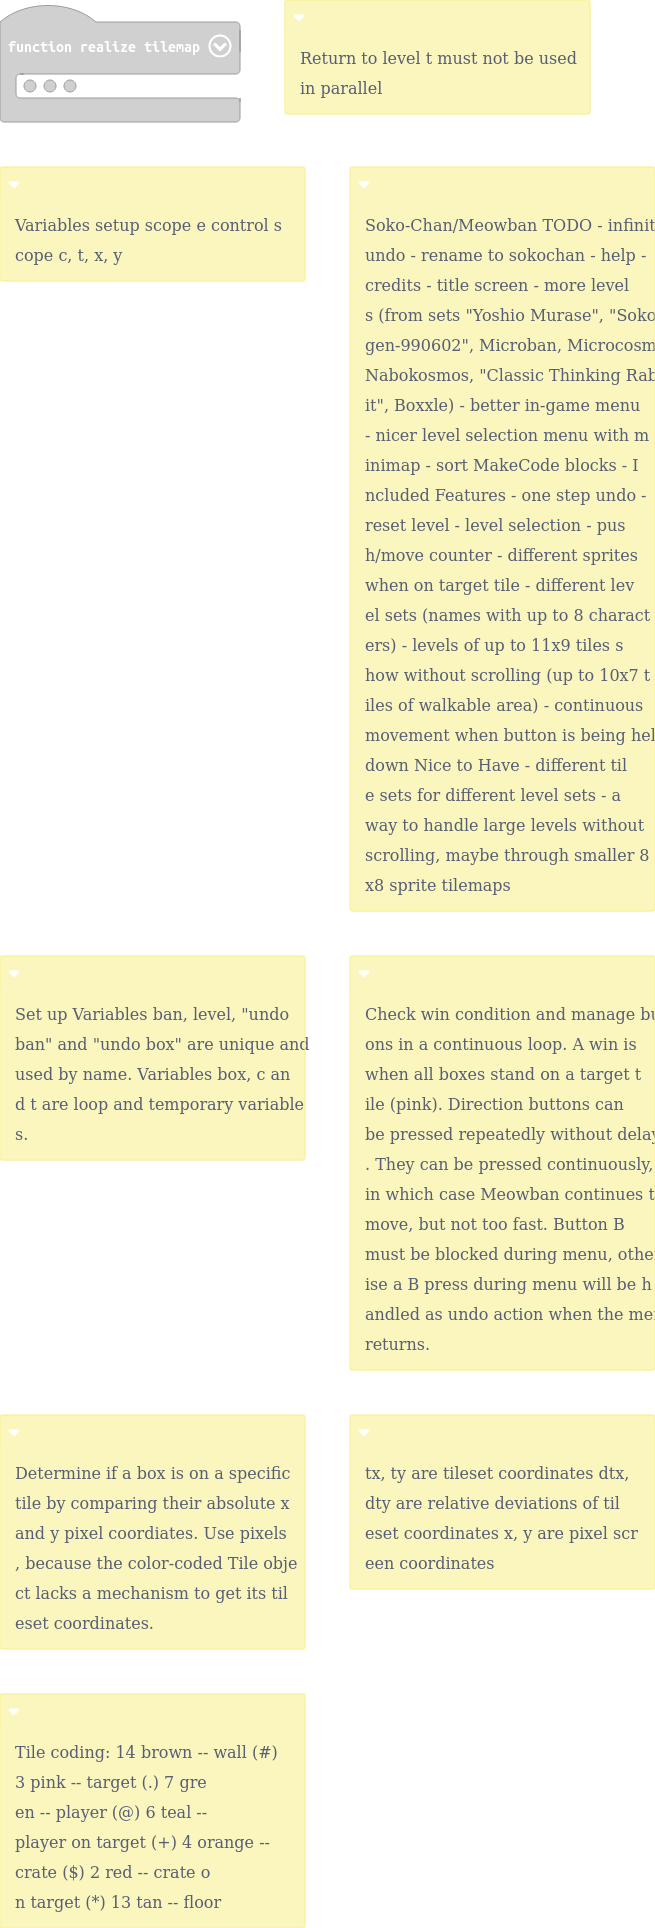 function realize tilemap
Return to level t must not be used
in parallel
Variables setup scope e control s
cope c, t, x, y
Soko-Chan/Meowban TODO - infinit
undo - rename to sokochan - help -
credits - title screen - more level
s (from sets "Yoshio Murase", "Soko
gen-990602", Microban, Microcosm
Nabokosmos, "Classic Thinking Rab
it", Boxxle) - better in-game menu
- nicer level selection menu with m
inimap - sort MakeCode blocks - I
ncluded Features - one step undo -
reset level - level selection - pus
h/move counter - different sprites
when on target tile - different lev
el sets (names with up to 8 charact
ers) - levels of up to 11x9 tiles s
how without scrolling (up to 10x7 t
iles of walkable area) - continuous
movement when button is being hel
down Nice to Have - different til
e sets for different level sets - a
way to handle large levels without
scrolling, maybe through smaller 8
x8 sprite tilemaps
Set up Variables ban, level, "undo
ban" and "undo box" are unique and
used by name. Variables box, c an
d t are loop and temporary variable
s.
Check win condition and manage bu
ons in a continuous loop. A win is
when all boxes stand on a target t
ile (pink). Direction buttons can
be pressed repeatedly without delay
. They can be pressed continuously,
in which case Meowban continues t
move, but not too fast. Button B
must be blocked during menu, othe
ise a B press during menu will be h
andled as undo action when the me
returns.
Determine if a box is on a specific
tile by comparing their absolute x
and y pixel coordiates. Use pixels
, because the color-coded Tile obje
ct lacks a mechanism to get its til
eset coordinates.
tx, ty are tileset coordinates dtx,
dty are relative deviations of til
eset coordinates x, y are pixel scr
een coordinates
Tile coding: 14 brown -- wall (#)
3 pink -- target (.) 7 gre
en -- player (@) 6 teal --
player on target (+) 4 orange --
crate ($) 2 red -- crate o
n target (*) 13 tan -- floor